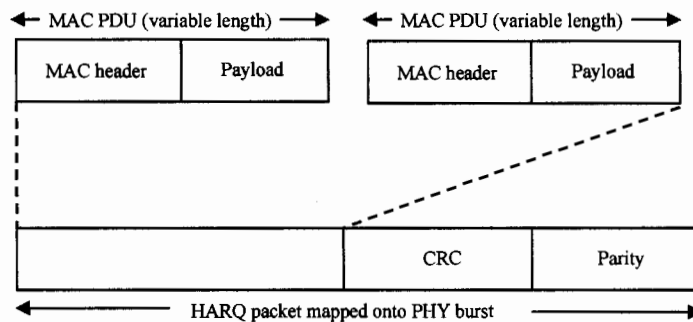 MAC PDU (variable length) MAC PDU (variable length)
MAC header Payload MAC header Payload
CRC Parity
HARQ packet mapped onto PHY burst